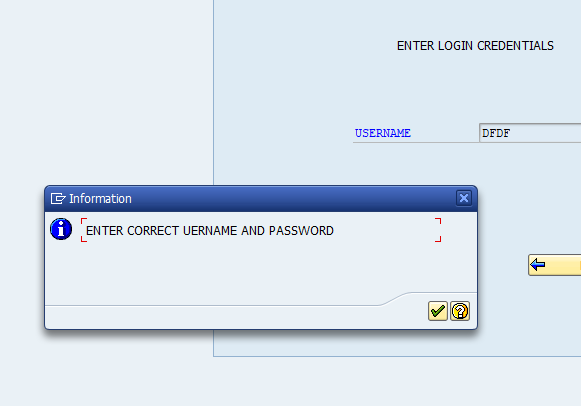 ENTER LOGIN CREDENTIALS
USERNAME DFDF
Information
ENTER CORRECT UERNAME AND PASSWORD